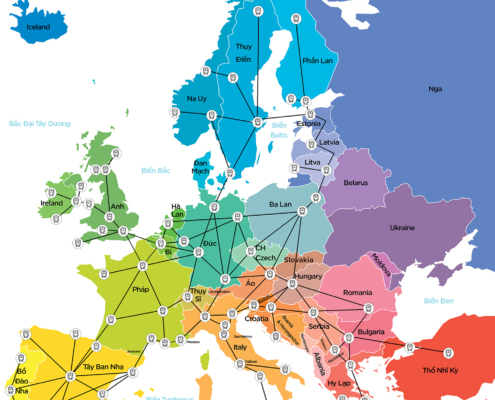 Iceland
Thụy
Điển
Phần Lan
Nga
Na Uy
Bắc Đại Tây Dương
Estonia
Biển
Baltic
Latvia
Biển Bắc
Đan
Mạch
Litva
Belarus
Ireland
Anh
Hà
Lan
Ba Lan
Ukraine
Bỉ
Đức
CH
Czech
Slovakia
Moldova
Pháp
Thụy
Sĩ
Áo
Hungary
Romania
Biển Đen
Croatia
Serbia
Monaco
Italy
Bulgaria
Andorra
Albania
Tây Ban Nha
Bồ
Đào
Nha
Hy Lạp
Thổ Nhĩ Kỳ